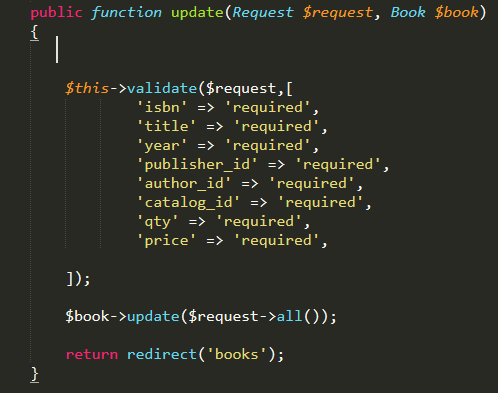 public function update(Request $request, Book $book)
{
$this->validate($request,[
'isbn' => 'required',
'title' => 'required',
'year' => 'required',
'publisher_id' => 'required',
'author_id' => 'required',
'catalog_id' => 'required',
'qty' => 'required',
'price' => 'required',
]);
$book->update($request->all());
return redirect('books');
}